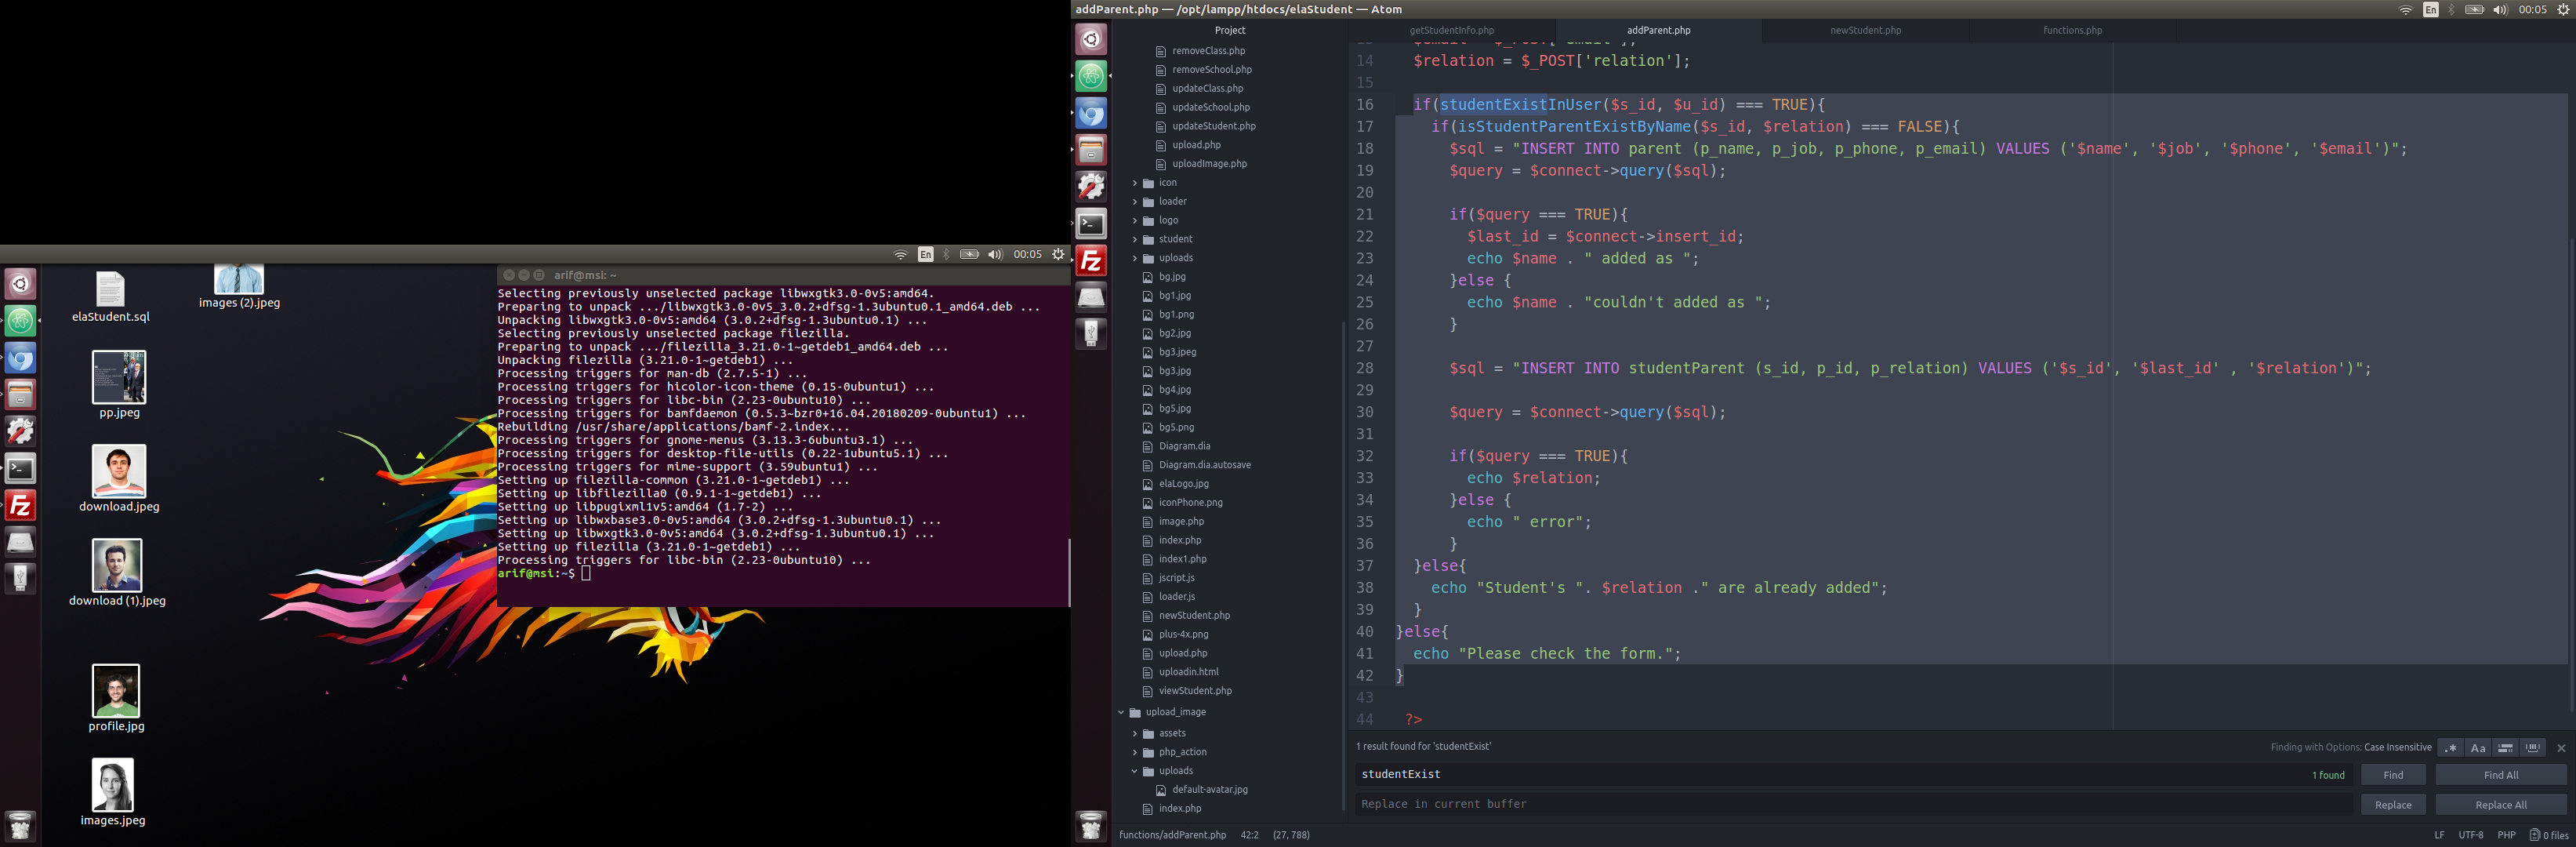 En
00:05
elaStudent.sql
images (2).jpeg
pp.jpeg
download.jpeg
download (1).jpeg
profile.jpg
images.jpeg
arif@msi: ~
Selecting previously unselected package libwxgtk3.0-0v5:amd64.
Preparing to unpack .../libwxgtk3.0-0v5_3.0.2+dfsg-1.3ubuntu0.1_amd64.deb ...
Unpacking libwxgtk3.0-0v5:amd64 (3.0.2+dfsg-1.3ubuntu0.1) ...
Selecting previously unselected package filezilla.
Preparing to unpack .../filezilla_3.21.0-1~getdeb1_amd64.deb ...
Unpacking filezilla (3.21.0-1~getdeb1) ...
Processing triggers for man-db (2.7.5-1) ...
Processing triggers for hicolor-icon-theme (0.15-0ubuntu1) ...
Processing triggers for libc-bin (2.23-0ubuntu10) ...
Processing triggers for bamfdaemon (0.5.3~bzr0+16.04.20180209-0ubuntu1) ...
Rebuilding /usr/share/applications/bamf-2.index...
Processing triggers for gnome-menus (3.13.3-6ubuntu3.1) ...
Processing triggers for desktop-file-utils (0.22-1ubuntu5.1) ...
Processing triggers for mime-support (3.59ubuntu1) ...
Setting up filezilla-common (3.21.0-1~getdeb1) ...
Setting up libfilezilla0 (0.9.1-1~getdeb1) ...
Setting up libpugixml1v5:amd64 (1.7-2) ...
Setting up libwxbase3.0-0v5:amd64 (3.0.2+dfsg-1.3ubuntu0.1) ...
Setting up libwxgtk3.0-0v5:amd64 (3.0.2+dfsg-1.3ubuntu0.1) ...
Setting up filezilla (3.21.0-1~getdeb1) ...
Processing triggers for libc-bin (2.23-0ubuntu10) ...
arif@msi:~$
addParent.php — /opt/lampp/htdocs/elaStudent — Atom
En
00:05
Project
removeClass.php
removeSchool.php
updateClass.php
updateSchool.php
updateStudent.php
upload.php
uploadImage.php
icon
loader
logo
student
uploads
bg.jpg
bg1.jpg
bg1.png
bg2.jpg
bg3.jpeg
bg3.jpg
bg4.jpg
bg5.jpg
bg5.png
Diagram.dia
Diagram.dia.autosave
elaLogo.jpg
iconPhone.png
image.php
index.php
index1.php
jscript.js
loader.js
newStudent.php
plus-4x.png
upload.php
uploadin.html
viewStudent.php
upload_image
assets
php_action
uploads
default-avatar.jpg
index.php
getStudentInfo.php
addParent.php
newStudent.php
functions.php
14 $relation = $_POST['relation'];
15
16 if(studentExistInUser($s_id, $u_id) === TRUE){
17 if(isStudentParentExistByName($s_id, $relation) === FALSE){
18 $sql = "INSERT INTO parent (p_name, p_job, p_phone, p_email) VALUES ('$name', '$job', '$phone', '$email')";
19 $query = $connect->query($sql);
20
21 if($query === TRUE){
22 $last_id = $connect->insert_id;
23 echo $name . " added as ";
24 }else {
25 echo $name . "couldn't added as ";
26 }
27
28 $sql = "INSERT INTO studentParent (s_id, p_id, p_relation) VALUES ('$s_id', '$last_id' , '$relation')";
29
30 $query = $connect->query($sql);
31
32 if($query === TRUE){
33 echo $relation;
34 }else {
35 echo " error";
36 }
37 }else{
38 echo "Student's ". $relation ." are already added";
39 }
40 }else{
41 echo "Please check the form.";
42 }
43
44 ?>
1 result found for 'studentExist'
Finding with Options: Case Insensitive
.*
Aa
studentExist
1 found
Find
Find All
Replace in current buffer
Replace
Replace All
functions/addParent.php
42:2
(27, 788)
LF
UTF-8
PHP
0 files